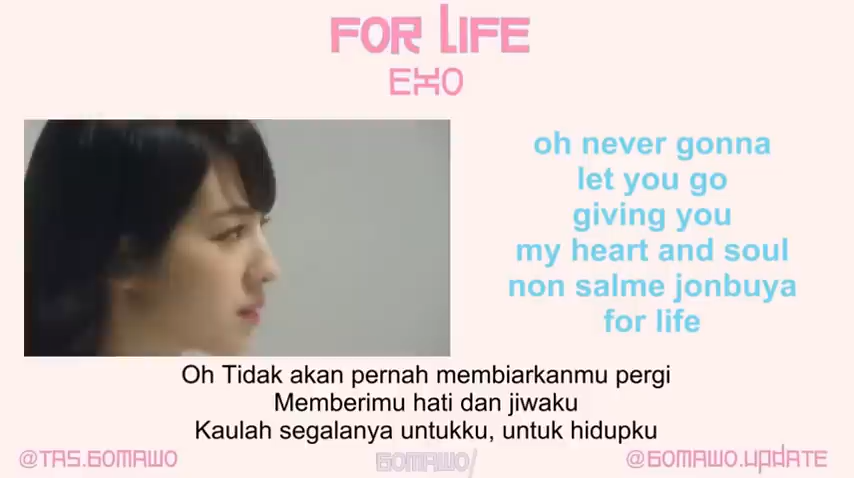 FOR LIFE
EXO
oh never gonna
let you go
giving you
my heart and soul
non salme jonbuya
for life
Oh Tidak akan pernah membiarkanmu pergi
Memberimu hati dan jiwaku
Kaulah segalanya untukku, untuk hidupku
@TAS.GOMAWO
GOMAWO/
@GOMAWO.UPDATE